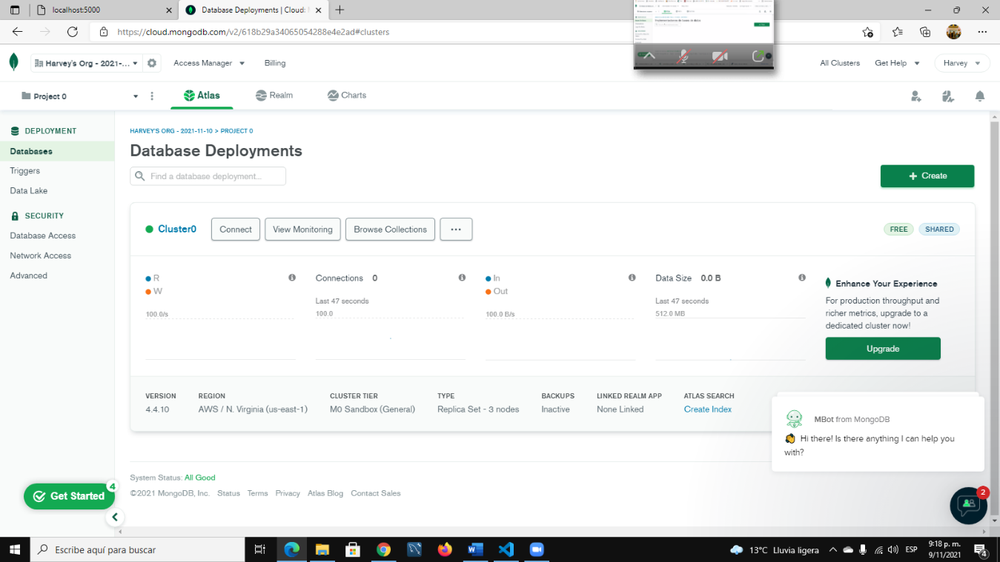 localhost:5000
Database Deployments | Cloud:
https://cloud.mongodb.com/v2/618b29a34065054288e4e2ad#clusters
Harvey's Org - 2021-...
Access Manager
Billing
All Clusters
Get Help
Harvey
Project 0
Atlas
Realm
Charts
DEPLOYMENT
Databases
Triggers
Data Lake
SECURITY
Database Access
Network Access
Advanced
HARVEY'S ORG - 2021-11-10 > PROJECT 0
Database Deployments
Find a database deployment...
+ Create
Cluster0
Connect
View Monitoring
Browse Collections
...
FREE
SHARED
R
W
100.0/s
Connections 0
Last 47 seconds
100.0
In
Out
100.0 B/s
Data Size 0.0 B
Last 47 seconds
512.0 MB
Enhance Your Experience
For production throughput and
richer metrics, upgrade to a
dedicated cluster now!
Upgrade
VERSION
4.4.10
REGION
AWS / N. Virginia (us-east-1)
CLUSTER TIER
M0 Sandbox (General)
TYPE
Replica Set - 3 nodes
BACKUPS
Inactive
LINKED REALM APP
None Linked
ATLAS SEARCH
Create Index
MBot from MongoDB
👋 Hi there! Is there anything I can help you
with?
System Status: All Good
©2021 MongoDB, Inc. Status Terms Privacy Atlas Blog Contact Sales
Get Started
4
2
Escribe aquí para buscar
13°C Lluvia ligera
ESP
9:18 p. m.
9/11/2021
4